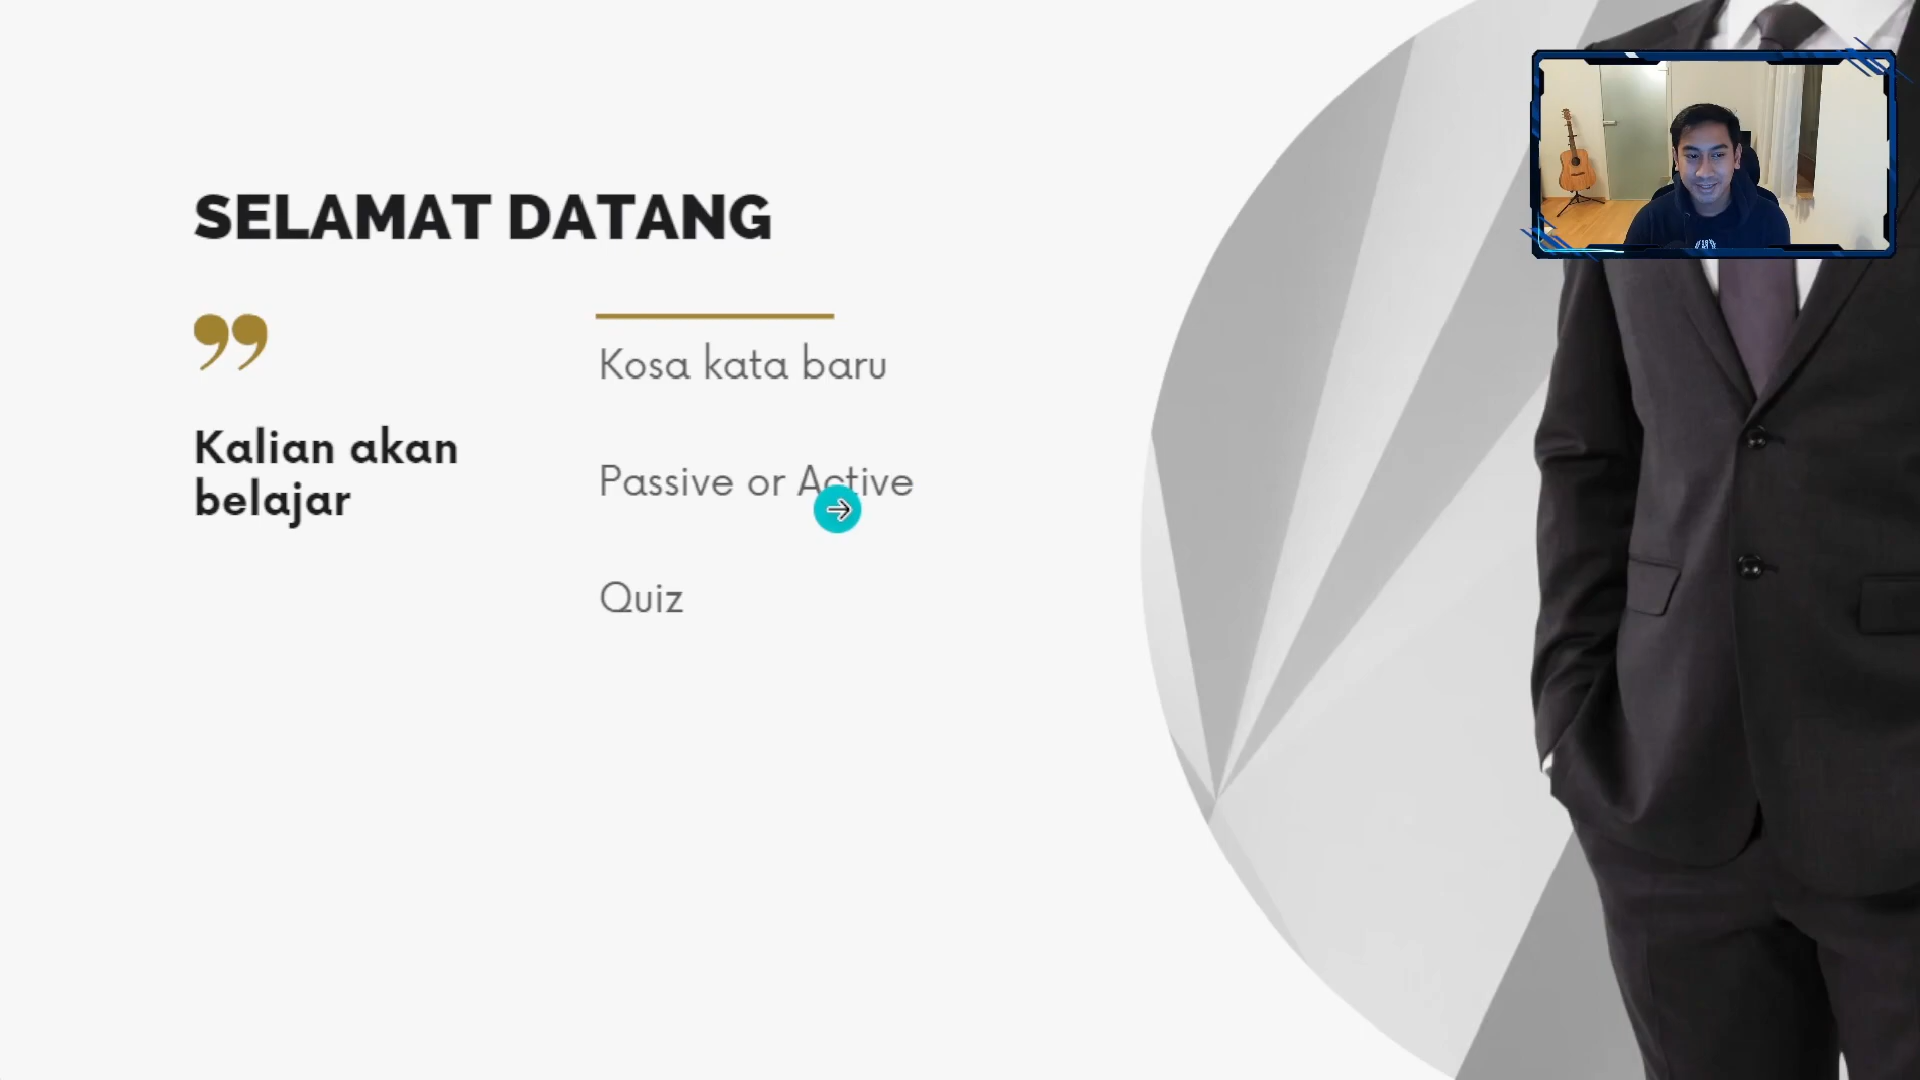 SELAMAT DATANG
Kalian akan
belajar
Kosa kata baru
Passive or Active
Quiz